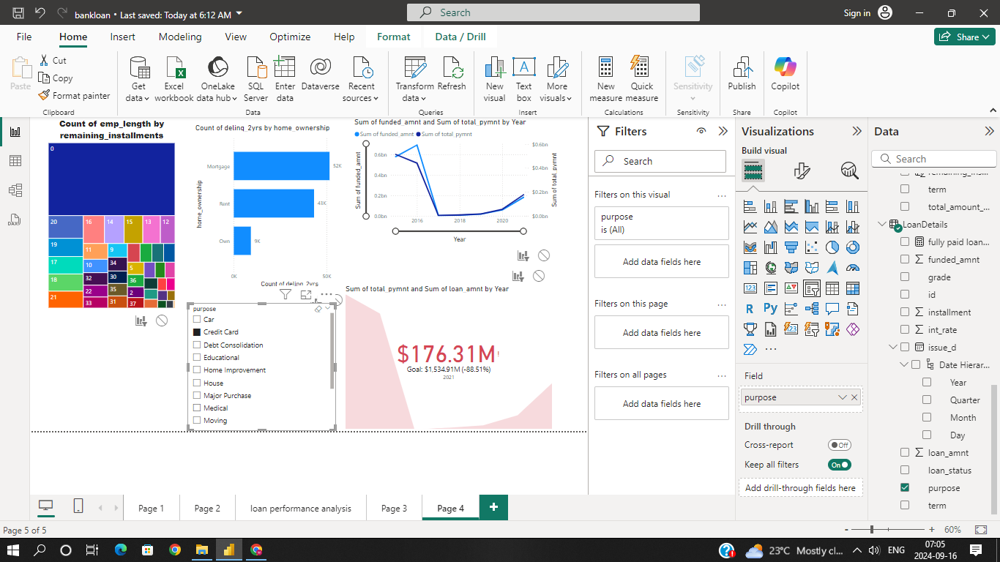 bankloan • Last saved: Today at 6:12 AM
Search
Sign in
File
Home
Insert
Modeling
View
Optimize
Help
Format
Data / Drill
Share
Paste
Cut
Copy
Format painter
Clipboard
Get data
Excel workbook
OneLake data hub
SQL Server
Enter data
Dataverse
Recent sources
Data
Transform data
Refresh
Queries
New visual
Text box
More visuals
Insert
New measure
Quick measure
Calculations
Sensitivity
Sensitivity
Publish
Share
Copilot
Copilot
Count of emp_length by
remaining_installments
0
20
19
17
18
21
16
14
15
13
12
11
10
32
22
33
9
34
30
35
31
5
36
2
37
Count of delinq_2yrs by home_ownership
home_ownership
Mortgage
52K
Rent
43K
Own
9K
0K
50K
Count of delinq_2yrs
Sum of funded_amnt and Sum of total_pymnt by Year
Sum of funded_amnt
Sum of total_pymnt
Sum of funded_amnt
0.6bn
0.4bn
0.2bn
0.0bn
$0.6bn
$0.4bn
$0.2bn
$0.0bn
Sum of total_pymnt
2016
2018
2020
Year
purpose
Car
Credit Card
Debt Consolidation
Educational
Home Improvement
House
Major Purchase
Medical
Moving
Sum of total_pymnt and Sum of loan_amnt by Year
$176.31M!
Goal: $1,534.91M (-88.51%)
2021
Filters
Search
Filters on this visual
purpose
is (All)
Add data fields here
Filters on this page
Add data fields here
Filters on all pages
Add data fields here
Visualizations
Build visual
R
Py
Field
purpose
Drill through
Cross-report
Off
Keep all filters
On
Add drill-through fields here
Data
Search
term
total_amount_...
LoanDetails
fully paid loan...
funded_amnt
grade
id
installment
int_rate
issue_d
Date Hierar...
Year
Quarter
Month
Day
loan_amnt
loan_status
purpose
term
Page 1
Page 2
loan performance analysis
Page 3
Page 4
Page 5 of 5
60%
23°C Mostly cl...
ENG
07:05
2024-09-16